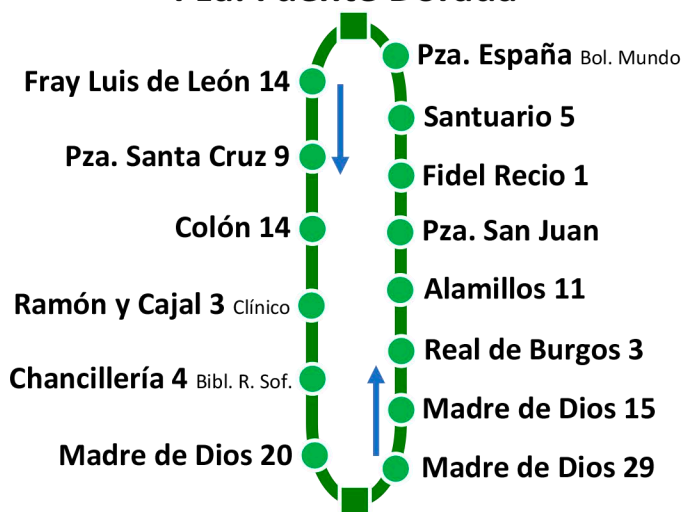 Fray Luis de León 14
Pza. Santa Cruz 9
Colón 14
Ramón y Cajal 3 Clínico
Chancillería 4 Bibl. R. Sof.
Madre de Dios 20
Pza. España Bol. Mundo
Santuario 5
Fidel Recio 1
Pza. San Juan
Alamillos 11
Real de Burgos 3
Madre de Dios 15
Madre de Dios 29